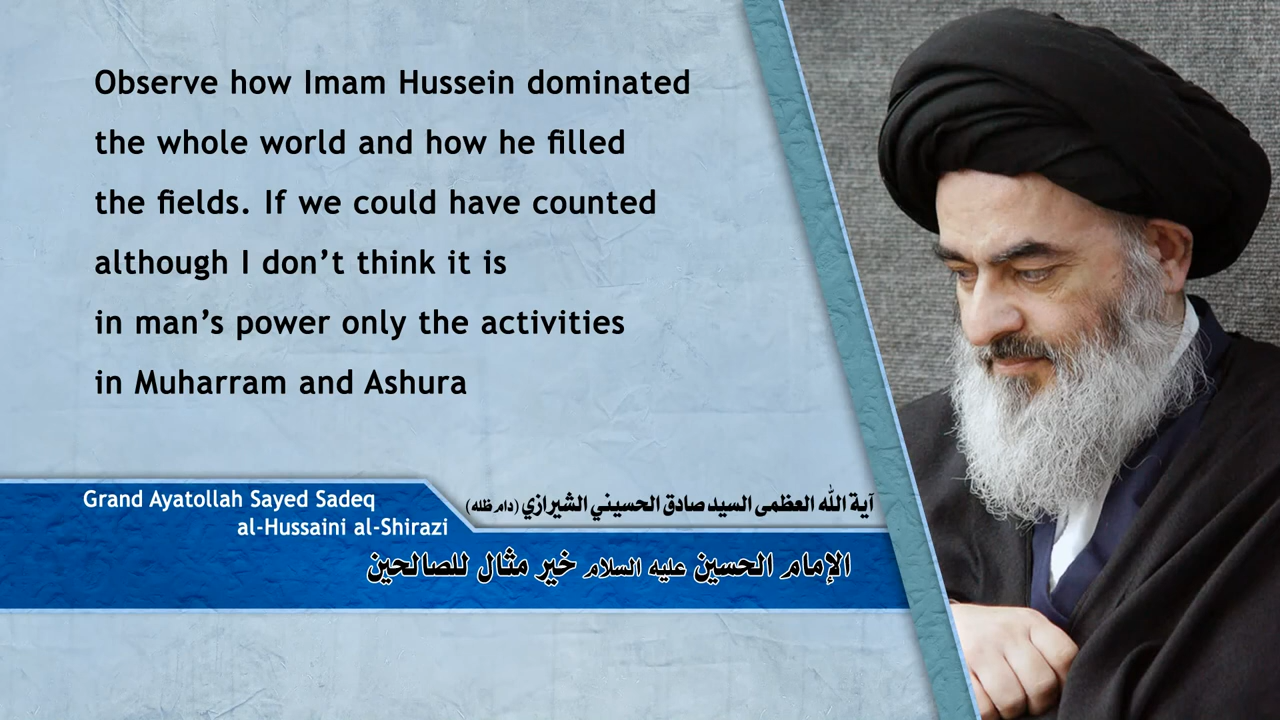 Observe how Imam Hussein dominated
the whole world and how he filled
the fields. If we could have counted
although I don’t think it is
in man’s power only the activities
in Muharram and Ashura
Grand Ayatollah Sayed Sadeq
al-Hussaini al-Shirazi
آية الله العظمى السيد صادق الحسيني الشيرازي (دام ظله)
الإمام الحسين عليه السلام خير مثال للصالحين